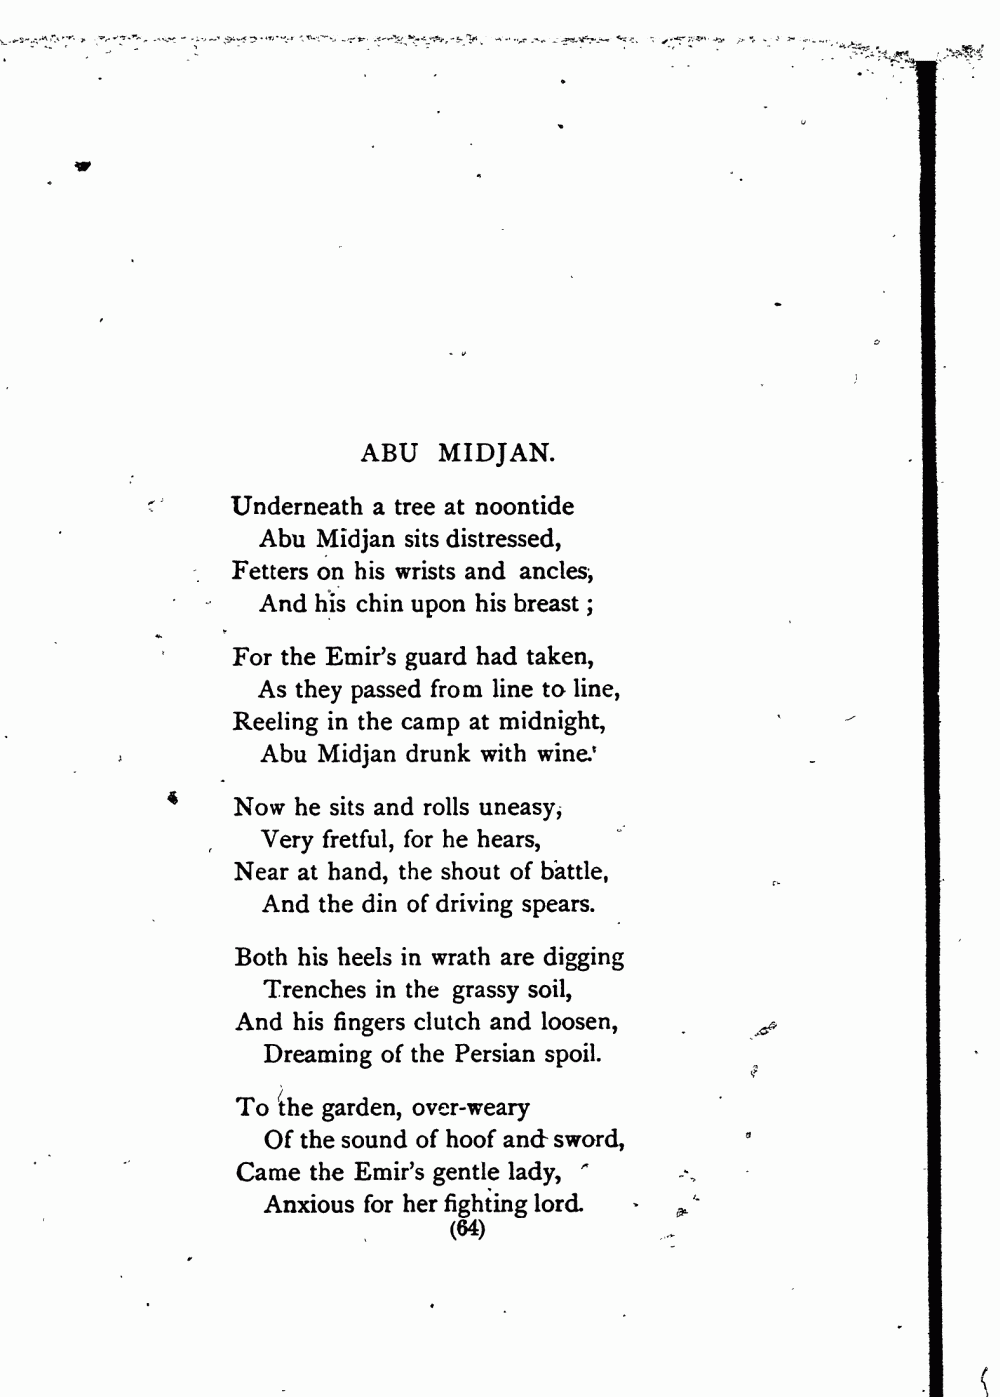 ABU MIDJAN.
Underneath a tree at noontide
Abu Midjan sits distressed,
Fetters on his wrists and ancles,
And his chin upon his breast ;
For the Emir's guard had taken,
As they passed from line to line,
Reeling in the camp at midnight,
Abu Midjan drunk with wine.
Now he sits and rolls uneasy,
Very fretful, for he hears,
Near at hand, the shout of battle,
And the din of driving spears.
Both his heels in wrath are digging
Trenches in the grassy soil,
And his fingers clutch and loosen,
Dreaming of the Persian spoil.
To the garden, over-weary
Of the sound of hoof and sword,
Came the Emir's gentle lady,
Anxious for her fighting lord.
(64)